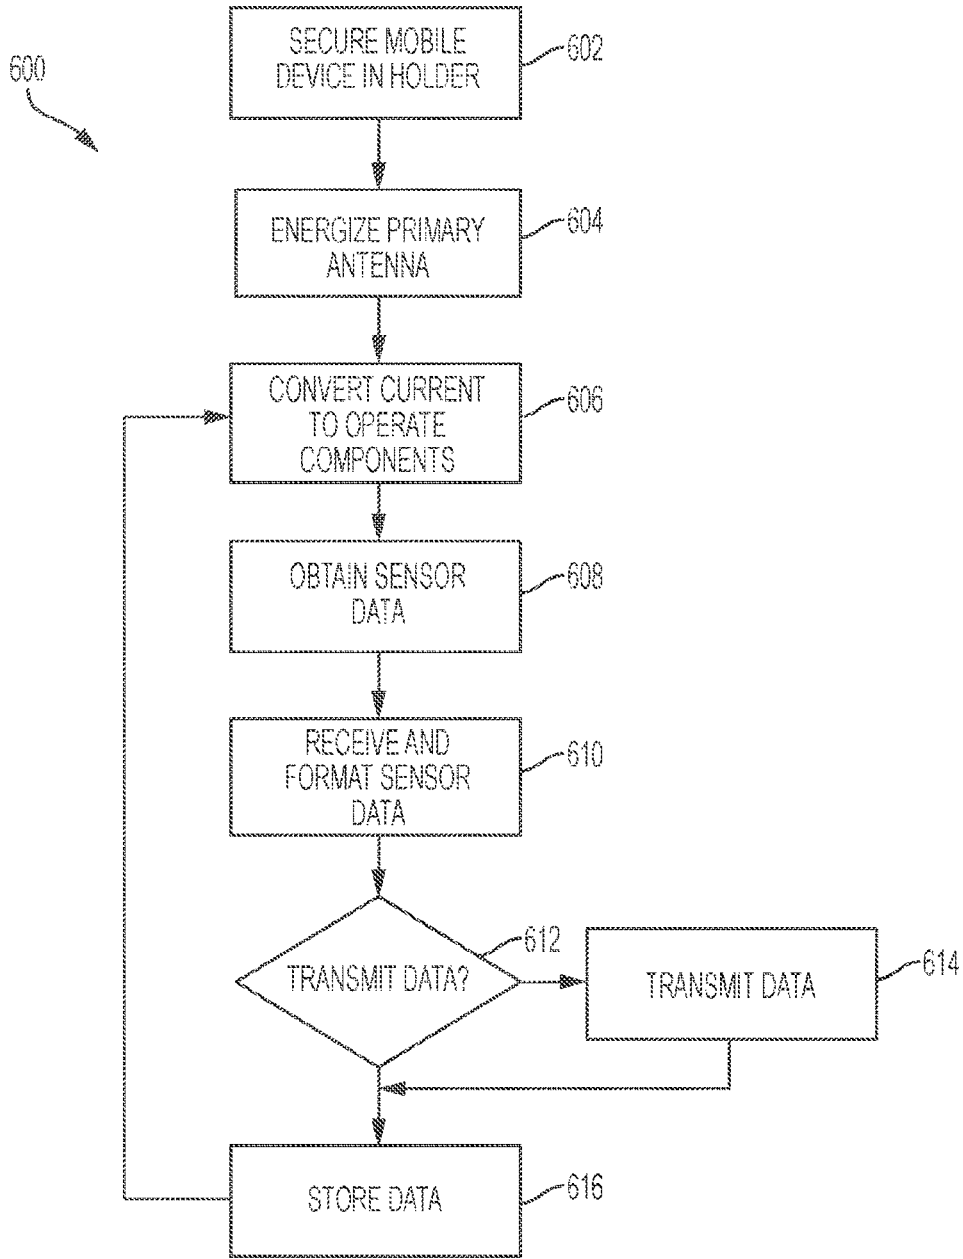 SECURE MOBILE
DEVICE IN HOLDER
602
600
ENERGIZE PRIMARY
ANTENNA
604
CONVERT CURRENT
TO OPERATE
COMPONENTS
606
OBTAIN SENSOR
DATA
608
RECEIVE AND
FORMAT SENSOR
DATA
610
TRANSMIT DATA?
612
TRANSMIT DATA
614
STORE DATA
616